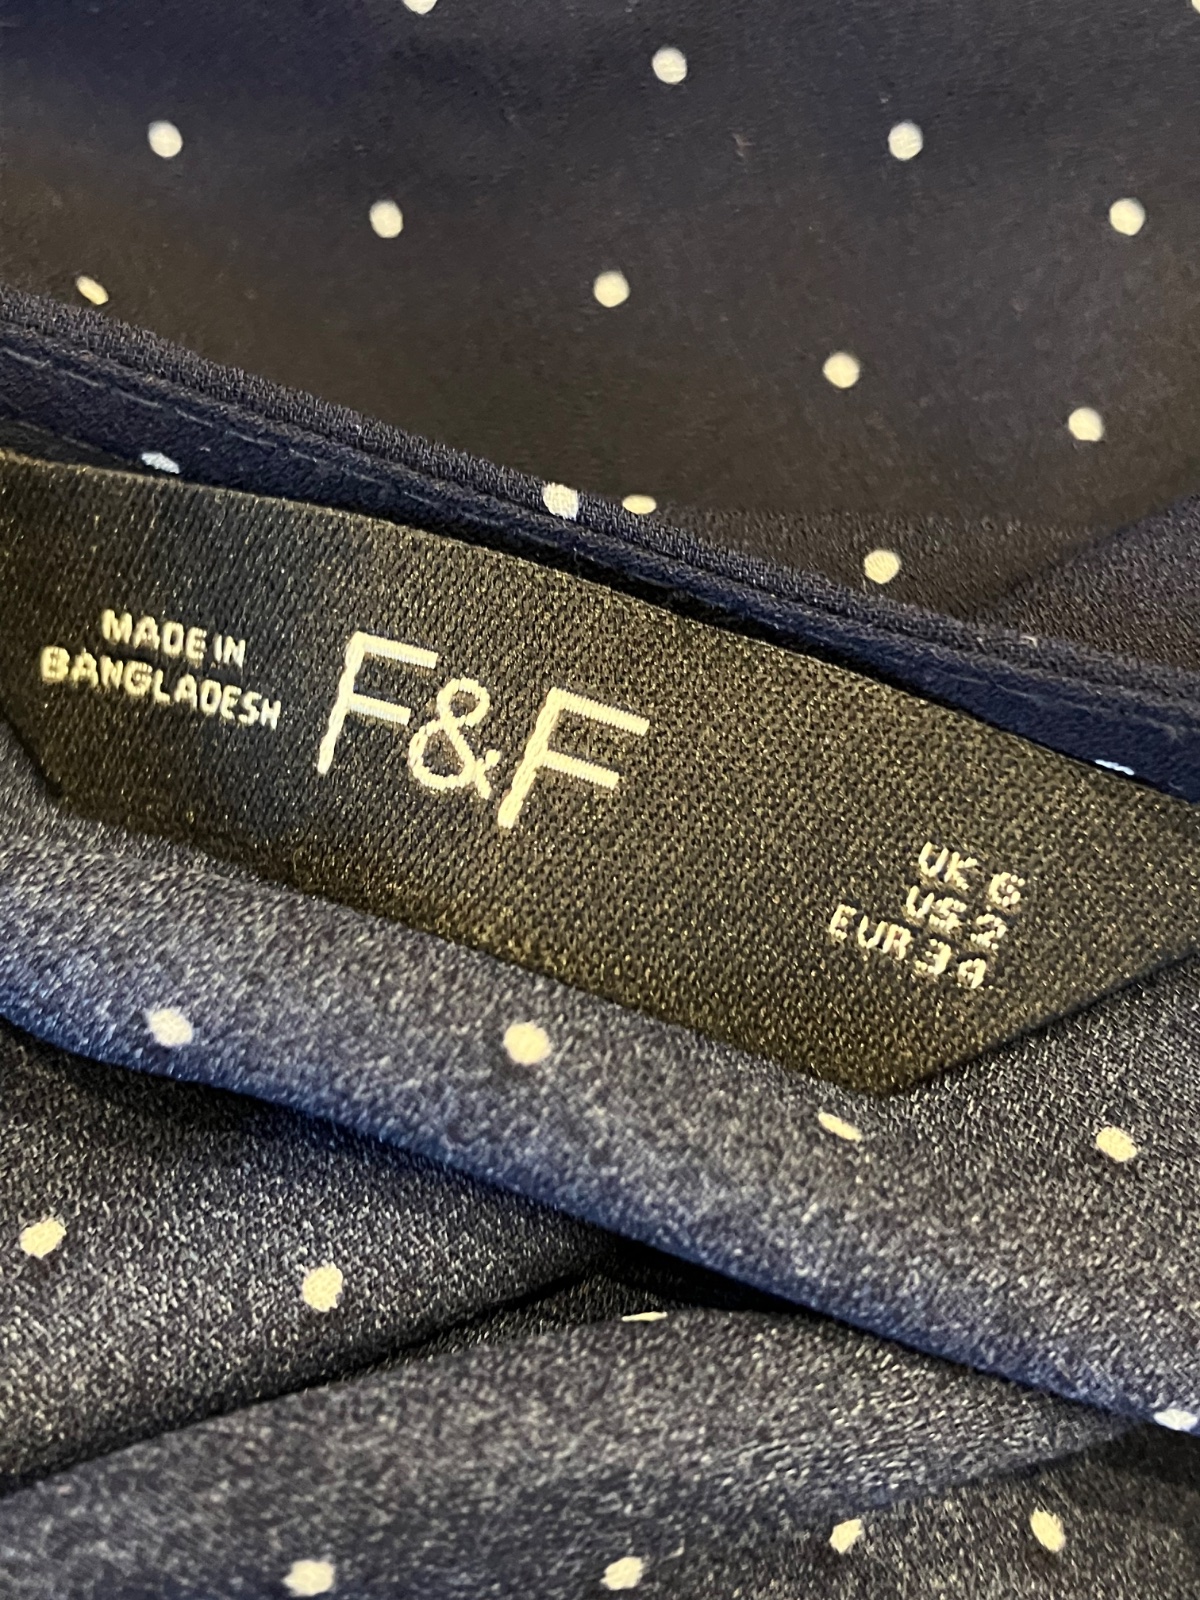 MADE IN
BANGLADESH
F&F
UK 6
US 2
EUR 34